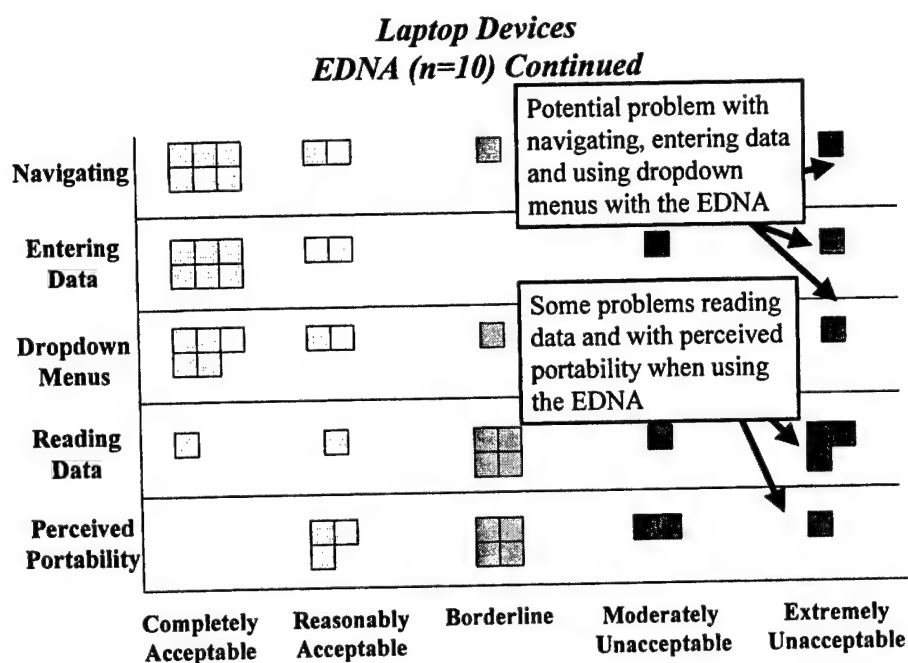 Laptop Devices
EDNA (n=10) Continued
Potential problem with
navigating, entering data
and using dropdown
menus with the EDNA
Navigating
Entering
Data
Some problems reading
data and with perceived
portability when using
the EDNA
Dropdown
Menus
Reading
Data
Perceived
Portability
Completely
Acceptable
Reasonably
Acceptable
Borderline
Moderately
Unacceptable
Extremely
Unacceptable